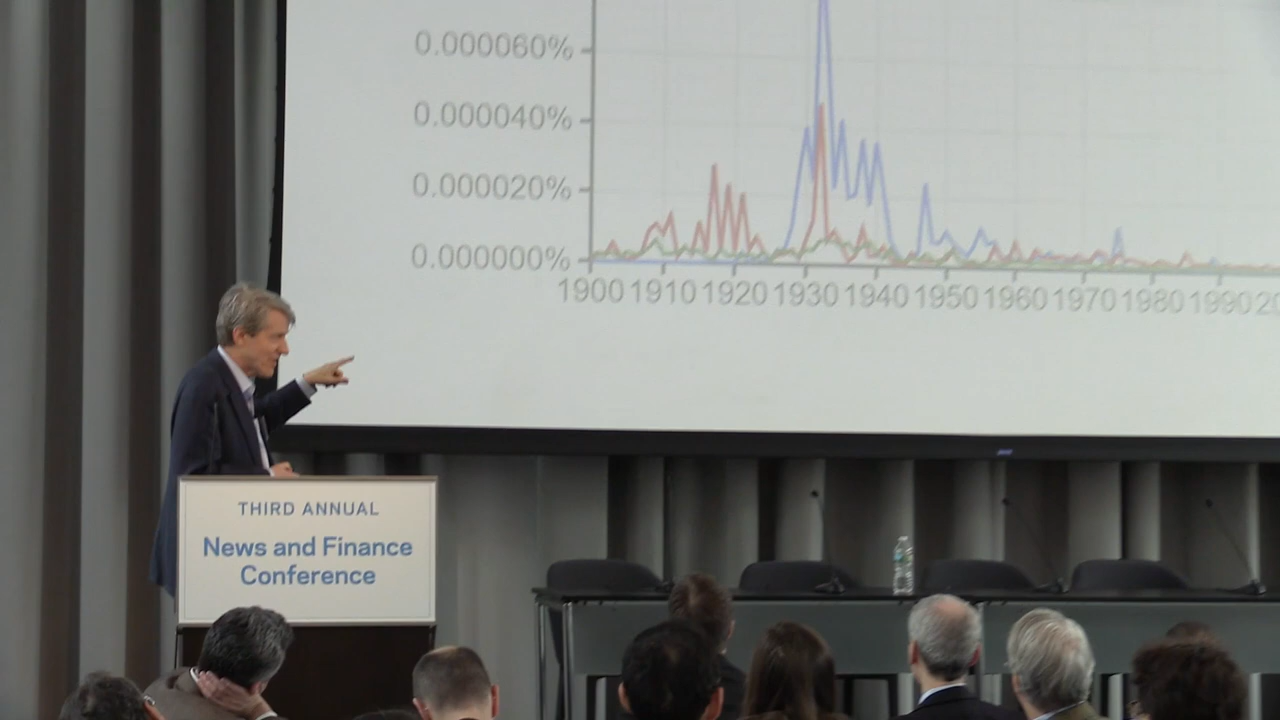 0.000060%
0.000040%
0.000020%
0.000000%
1900 1910 1920 1930 1940 1950 1960 1970 1980 1990 20
THIRD ANNUAL
News and Finance
Conference